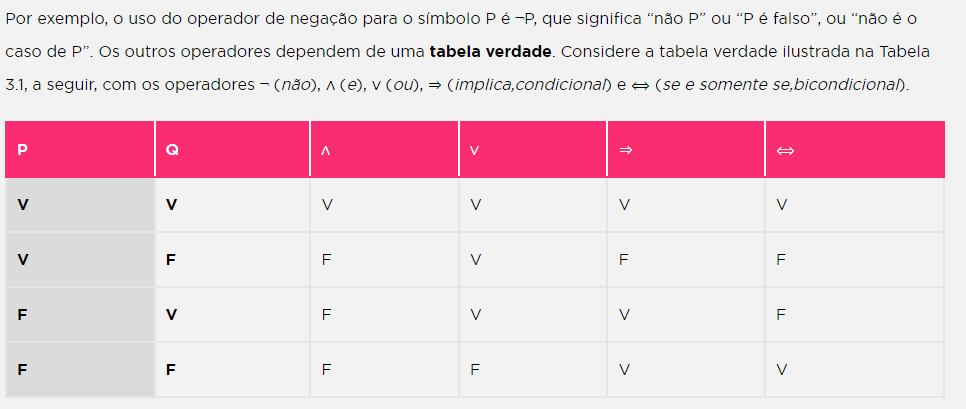 Por exemplo, o uso do operador de negação para o símbolo P é ¬P, que significa “não P” ou “P é falso”, ou “não é o
caso de P”. Os outros operadores dependem de uma tabela verdade. Considere a tabela verdade ilustrada na Tabela
3.1, a seguir, com os operadores ¬ (não), ∧ (e), ∨ (ou), ⇒ (implica,condicional) e ⇔ (se e somente se,bicondicional).
P Q ∧ ∨ ⇒ ⇔
V V V V V V
V F F V F F
F V F V V F
F F F F V V